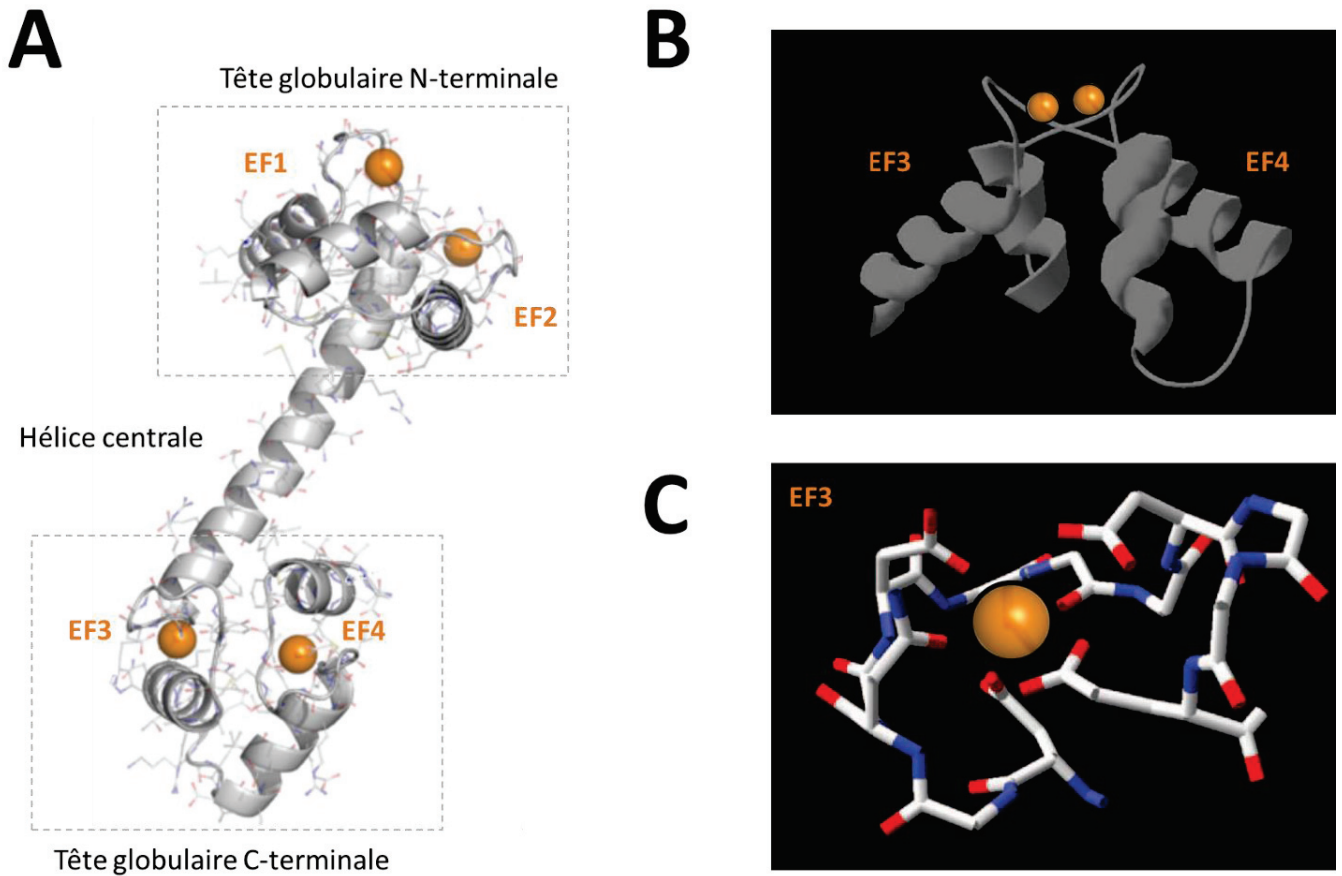 A
Tête globulaire N-terminale
EF1
EF2
Hélice centrale
EF3
EF4
Tête globulaire C-terminale
B
EF3
EF4
C
EF3